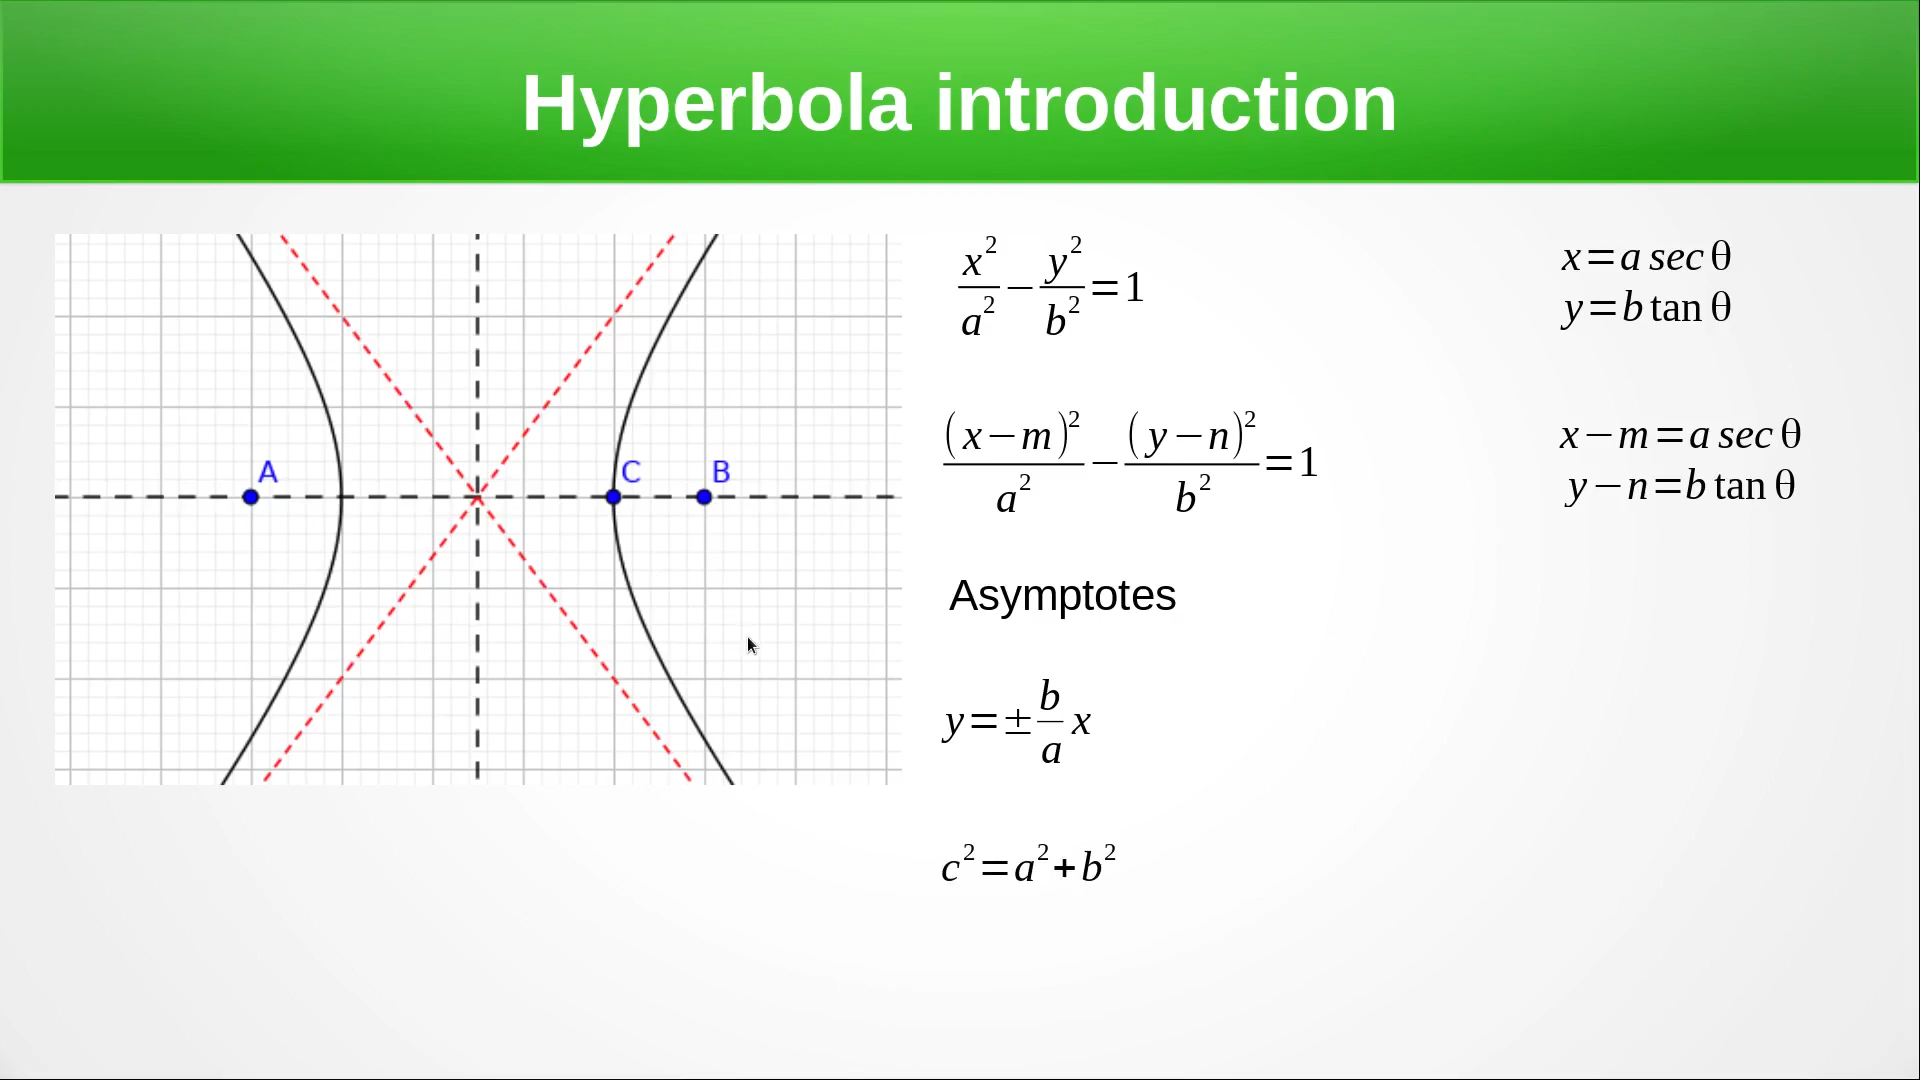 Hyperbola introduction
A
C
B
x²/a² − y²/b² = 1
x = a sec θ
y = b tan θ
(x−m)²/a² − (y−n)²/b² = 1
x−m = a sec θ
y−n = b tan θ
Asymptotes
y = ± b/a x
c² = a² + b²